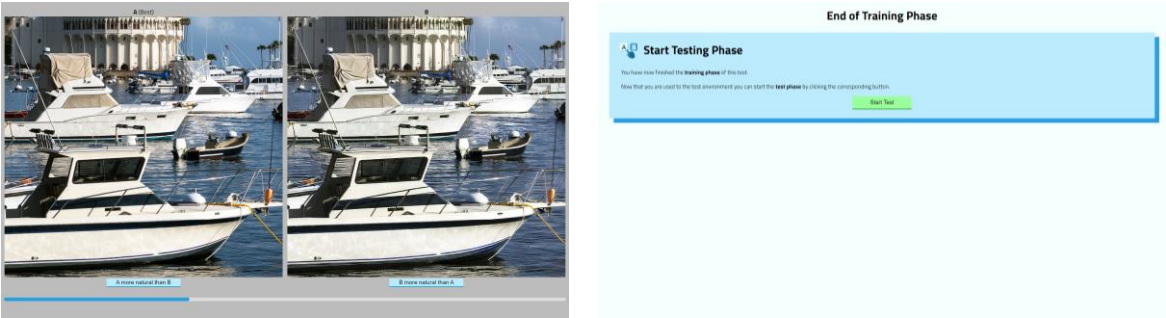 A (Best)
B
A more natural than B
B more natural than A
End of Training Phase
A
B
Start Testing Phase
You have now finished the training phase of this test.
Now that you are used to the test environment you can start the test phase by clicking the corresponding button.
Start Test